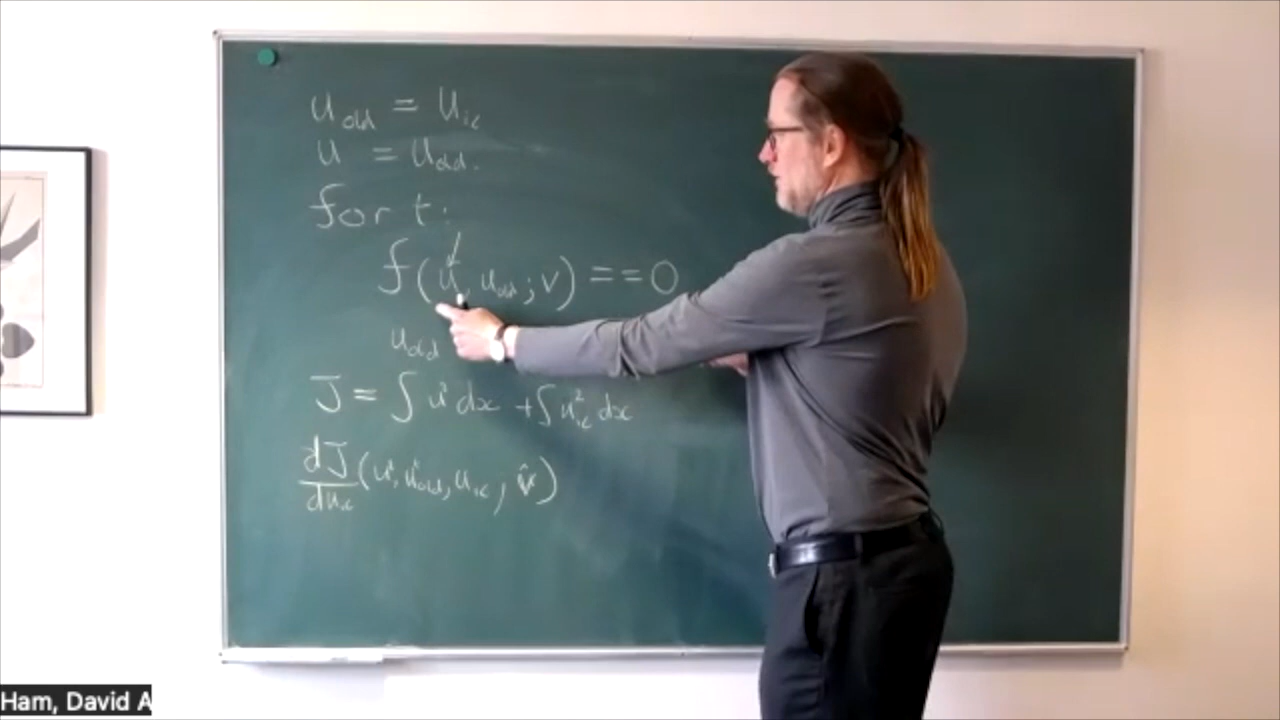 u_old = u_ic
u = u_old.
for t:
f(u, u_old; v) == 0
u_old
J = ∫ u² dx + ∫ u_ic² dx
dJ/du_ic (u, u_old, u_ic, v̂)
Ham, David A